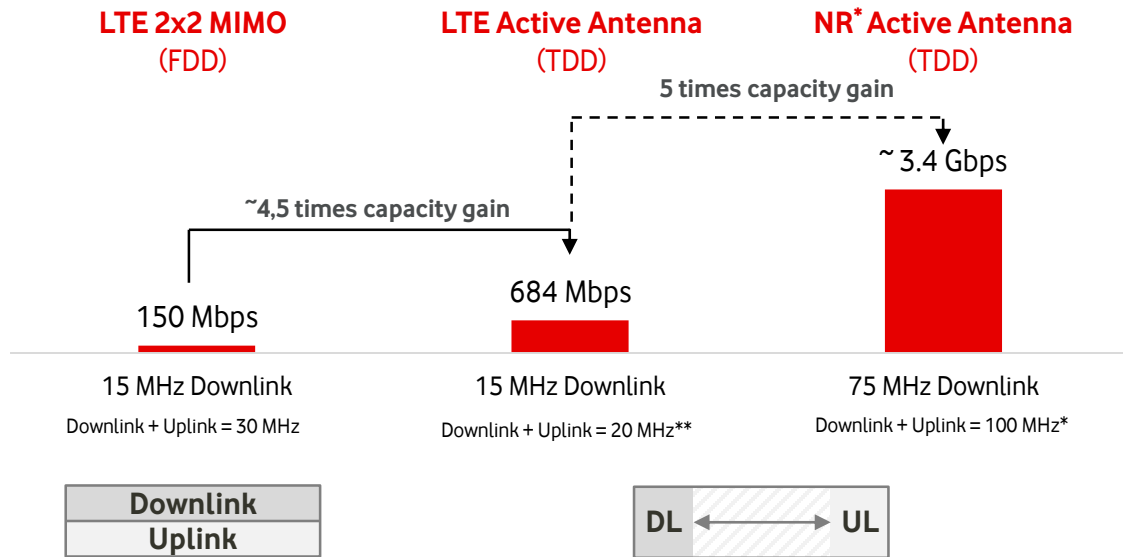 LTE 2x2 MIMO
(FDD)
LTE Active Antenna
(TDD)
NR* Active Antenna
(TDD)
5 times capacity gain
~ 3.4 Gbps
~4,5 times capacity gain
684 Mbps
150 Mbps
15 MHz Downlink
Downlink + Uplink = 30 MHz
15 MHz Downlink
Downlink + Uplink = 20 MHz**
75 MHz Downlink
Downlink + Uplink = 100 MHz*
Downlink
Uplink
DL
UL